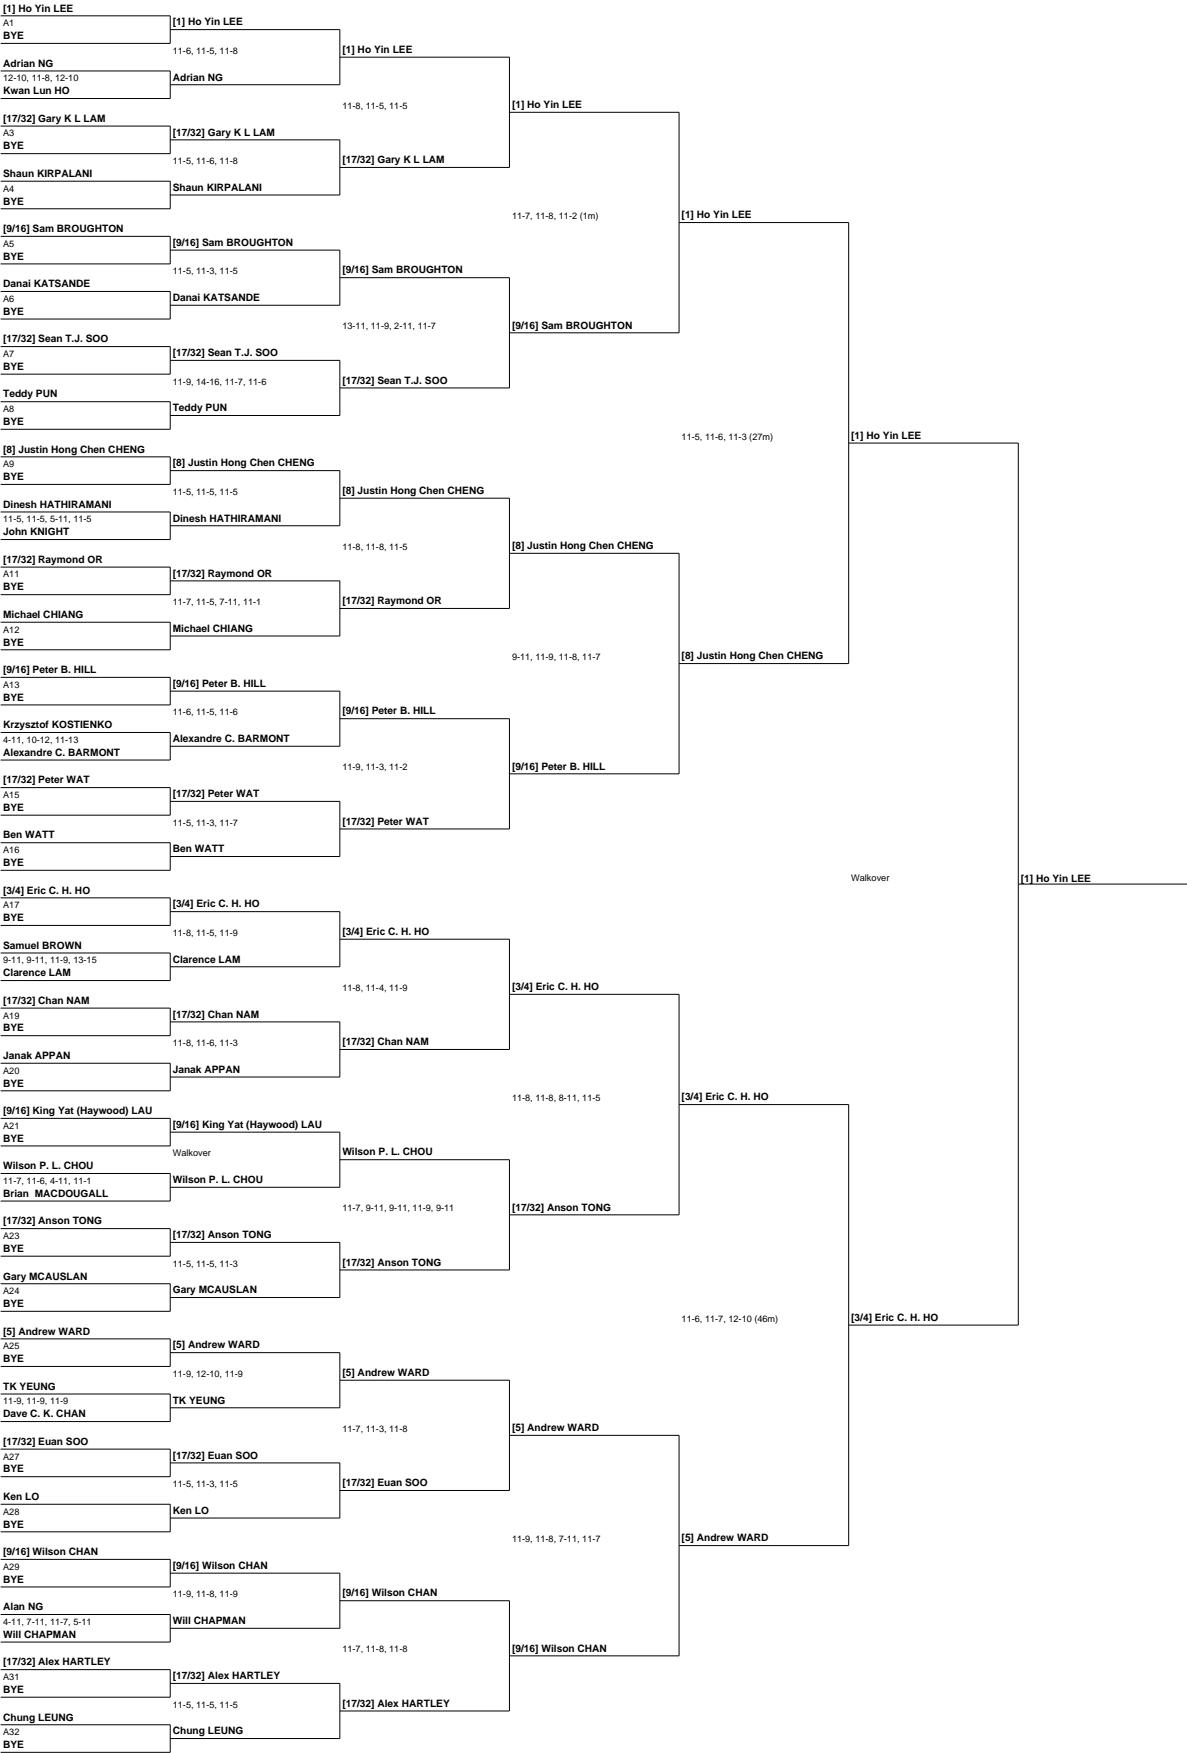 [1] Ho Yin LEE
A1
BYE
[1] Ho Yin LEE
11-6, 11-5, 11-8
[1] Ho Yin LEE
Adrian NG
12-10, 11-8, 12-10
Kwan Lun HO
Adrian NG
11-8, 11-5, 11-5
[1] Ho Yin LEE
[17/32] Gary K L LAM
A3
BYE
[17/32] Gary K L LAM
11-5, 11-6, 11-8
[17/32] Gary K L LAM
Shaun KIRPALANI
A4
BYE
Shaun KIRPALANI
11-7, 11-8, 11-2 (1m)
[1] Ho Yin LEE
[9/16] Sam BROUGHTON
A5
BYE
[9/16] Sam BROUGHTON
11-5, 11-3, 11-5
[9/16] Sam BROUGHTON
Danai KATSANDE
A6
BYE
Danai KATSANDE
13-11, 11-9, 2-11, 11-7
[9/16] Sam BROUGHTON
[17/32] Sean T.J. SOO
A7
BYE
[17/32] Sean T.J. SOO
11-9, 14-16, 11-7, 11-6
[17/32] Sean T.J. SOO
Teddy PUN
A8
BYE
Teddy PUN
11-5, 11-6, 11-3 (27m)
[1] Ho Yin LEE
[8] Justin Hong Chen CHENG
A9
BYE
[8] Justin Hong Chen CHENG
11-5, 11-5, 11-5
[8] Justin Hong Chen CHENG
Dinesh HATHIRAMANI
11-5, 11-5, 5-11, 11-5
John KNIGHT
Dinesh HATHIRAMANI
11-8, 11-8, 11-5
[8] Justin Hong Chen CHENG
[17/32] Raymond OR
A11
BYE
[17/32] Raymond OR
11-7, 11-5, 7-11, 11-1
[17/32] Raymond OR
Michael CHIANG
A12
BYE
Michael CHIANG
9-11, 11-9, 11-8, 11-7
[8] Justin Hong Chen CHENG
[9/16] Peter B. HILL
A13
BYE
[9/16] Peter B. HILL
11-6, 11-5, 11-6
[9/16] Peter B. HILL
Krzysztof KOSTIENKO
4-11, 10-12, 11-13
Alexandre C. BARMONT
Alexandre C. BARMONT
11-9, 11-3, 11-2
[9/16] Peter B. HILL
[17/32] Peter WAT
A15
BYE
[17/32] Peter WAT
11-5, 11-3, 11-7
[17/32] Peter WAT
Ben WATT
A16
BYE
Ben WATT
Walkover
[1] Ho Yin LEE
[3/4] Eric C. H. HO
A17
BYE
[3/4] Eric C. H. HO
11-8, 11-5, 11-9
[3/4] Eric C. H. HO
Samuel BROWN
9-11, 9-11, 11-9, 13-15
Clarence LAM
Clarence LAM
11-8, 11-4, 11-9
[3/4] Eric C. H. HO
[17/32] Chan NAM
A19
BYE
[17/32] Chan NAM
11-8, 11-6, 11-3
[17/32] Chan NAM
Janak APPAN
A20
BYE
Janak APPAN
11-8, 11-8, 8-11, 11-5
[3/4] Eric C. H. HO
[9/16] King Yat (Haywood) LAU
A21
BYE
[9/16] King Yat (Haywood) LAU
Walkover
Wilson P. L. CHOU
Wilson P. L. CHOU
11-7, 11-6, 4-11, 11-1
Brian MACDOUGALL
Wilson P. L. CHOU
11-7, 9-11, 9-11, 11-9, 9-11
[17/32] Anson TONG
[17/32] Anson TONG
A23
BYE
[17/32] Anson TONG
11-5, 11-5, 11-3
[17/32] Anson TONG
Gary MCAUSLAN
A24
BYE
Gary MCAUSLAN
11-6, 11-7, 12-10 (46m)
[3/4] Eric C. H. HO
[5] Andrew WARD
A25
BYE
[5] Andrew WARD
11-9, 12-10, 11-9
[5] Andrew WARD
TK YEUNG
11-9, 11-9, 11-9
Dave C. K. CHAN
TK YEUNG
11-7, 11-3, 11-8
[5] Andrew WARD
[17/32] Euan SOO
A27
BYE
[17/32] Euan SOO
11-5, 11-3, 11-5
[17/32] Euan SOO
Ken LO
A28
BYE
Ken LO
11-9, 11-8, 7-11, 11-7
[5] Andrew WARD
[9/16] Wilson CHAN
A29
BYE
[9/16] Wilson CHAN
11-9, 11-8, 11-9
[9/16] Wilson CHAN
Alan NG
4-11, 7-11, 11-7, 5-11
Will CHAPMAN
Will CHAPMAN
11-7, 11-8, 11-8
[9/16] Wilson CHAN
[17/32] Alex HARTLEY
A31
BYE
[17/32] Alex HARTLEY
11-5, 11-5, 11-5
[17/32] Alex HARTLEY
Chung LEUNG
A32
BYE
Chung LEUNG